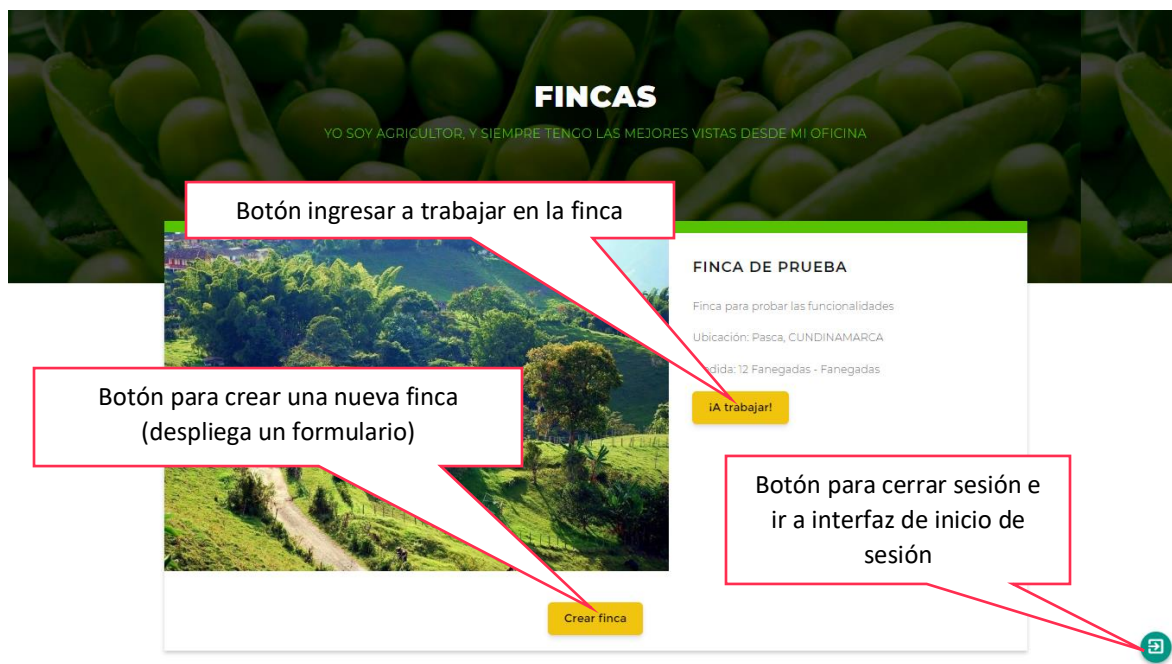 FINCAS
YO SOY AGRICULTOR, Y SIEMPRE TENGO LAS MEJORES VISTAS DESDE MI OFICINA
Botón ingresar a trabajar en la finca
FINCA DE PRUEBA
Finca para probar las funcionalidades
Ubicación: Pasca, CUNDINAMARCA
12 Fanegadas - Fanegadas
¡A trabajar!
Botón para crear una nueva finca
(despliega un formulario)
Botón para cerrar sesión e
ir a interfaz de inicio de
sesión
Crear finca